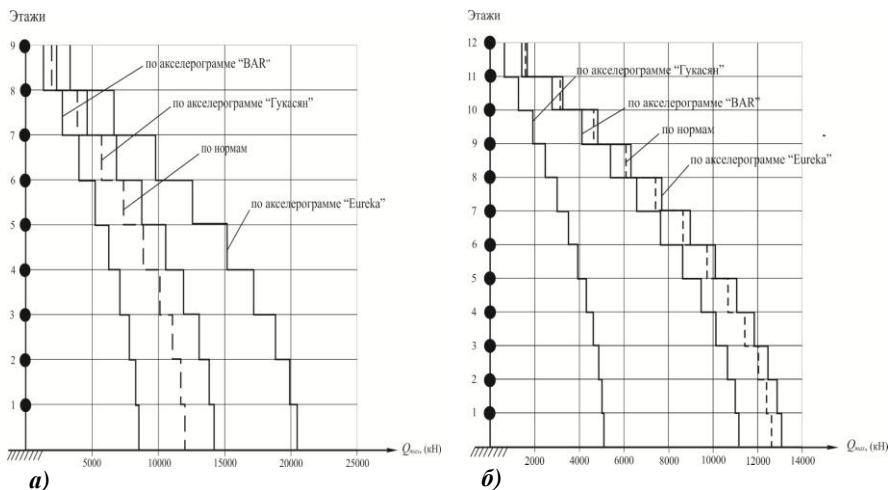 Этажи
9
8
7
6
5
4
3
2
1
по акселерограмме “BAR”
по акселерограмме “Гукасян”
по нормам
по акселерограмме “Eureka”
5000 10000 15000 20000 25000
Qmax, (кН)
а)
Этажи
12
11
10
9
8
7
6
5
4
3
2
1
по акселерограмме “Гукасян”
по акселерограмме “BAR”
по нормам
по акселерограмме “Eureka”
2000 4000 6000 8000 10000 12000 14000
Qmax, (кН)
б)